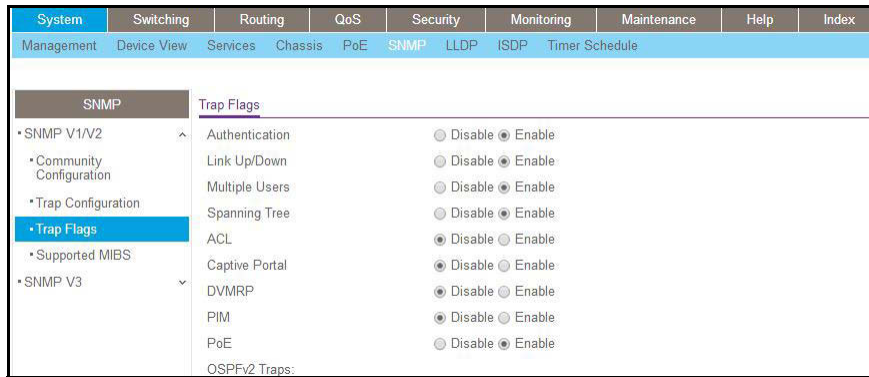 System Switching Routing QoS Security Monitoring Maintenance Help Index
Management Device View Services Chassis PoE SNMP LLDP ISDP Timer Schedule
SNMP
SNMP V1/V2
Community
Configuration
Trap Configuration
Trap Flags
Supported MIBS
SNMP V3
Trap Flags
Authentication Disable Enable
Link Up/Down Disable Enable
Multiple Users Disable Enable
Spanning Tree Disable Enable
ACL Disable Enable
Captive Portal Disable Enable
DVMRP Disable Enable
PIM Disable Enable
PoE Disable Enable
OSPFv2 Traps: